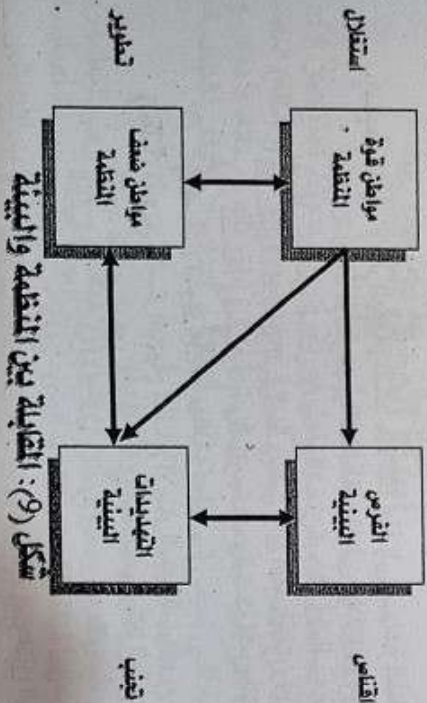 اقتناص
الفرص
البيئية
مواطن قوة
المنظمة
استغلال
تجنب
التهديدات
البيئية
مواطن ضعف
المنظمة
تطوير
شكل (9): المقابلة بين المنظمة والبيئة